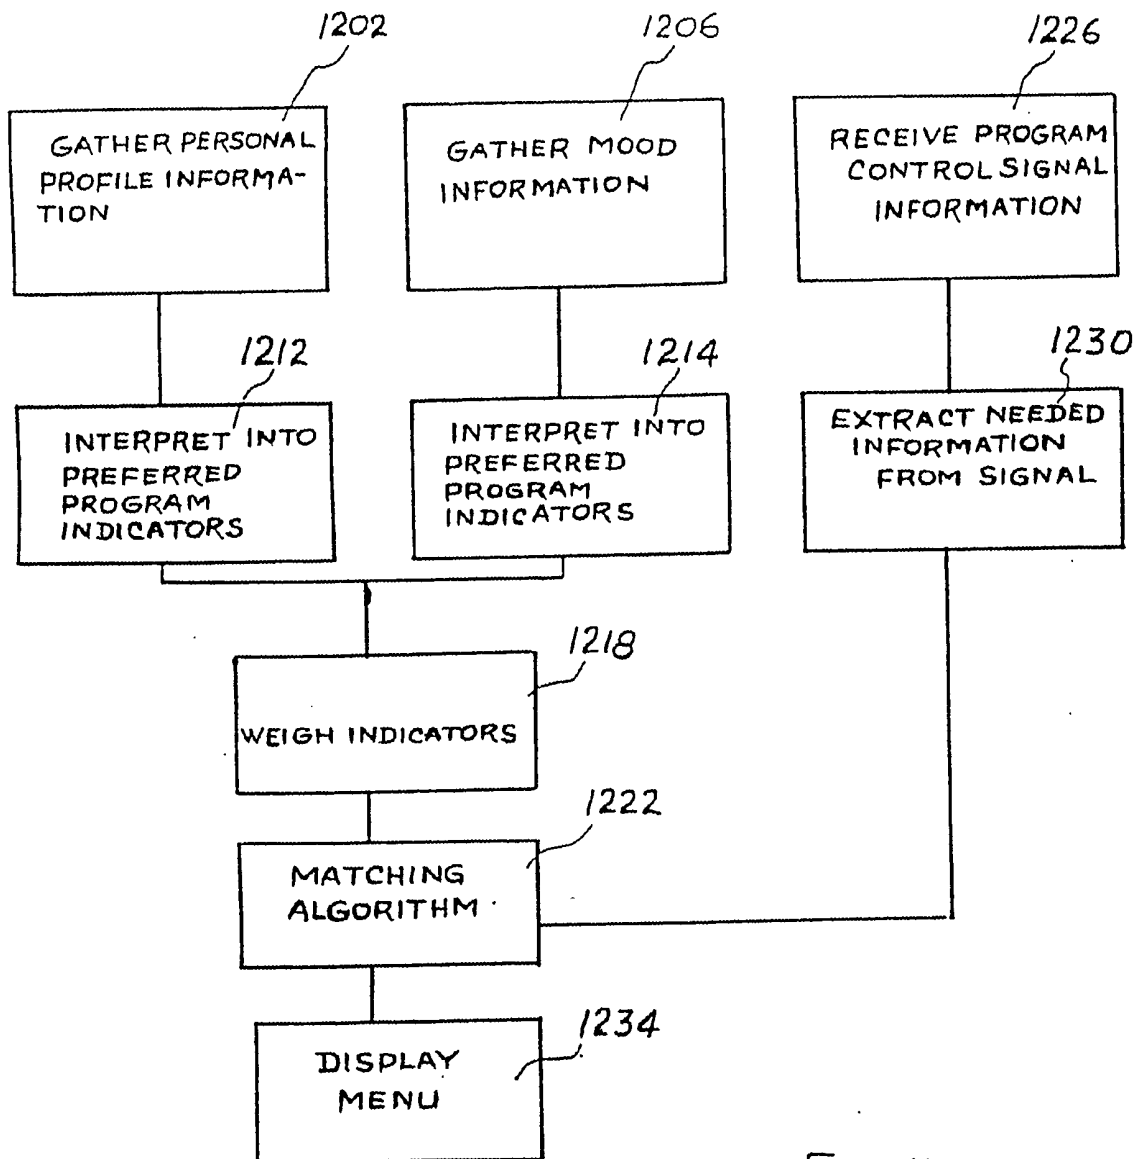 1202
1206
1226
GATHER PERSONAL
PROFILE INFORMA-
TION
GATHER MOOD
INFORMATION
RECEIVE PROGRAM
CONTROL SIGNAL
INFORMATION
1212
1214
1230
INTERPRET INTO
PREFERRED
PROGRAM
INDICATORS
INTERPRET INTO
PREFERRED
PROGRAM
INDICATORS
EXTRACT NEEDED
INFORMATION
FROM SIGNAL
1218
WEIGH INDICATORS
1222
MATCHING
ALGORITHM
1234
DISPLAY
MENU